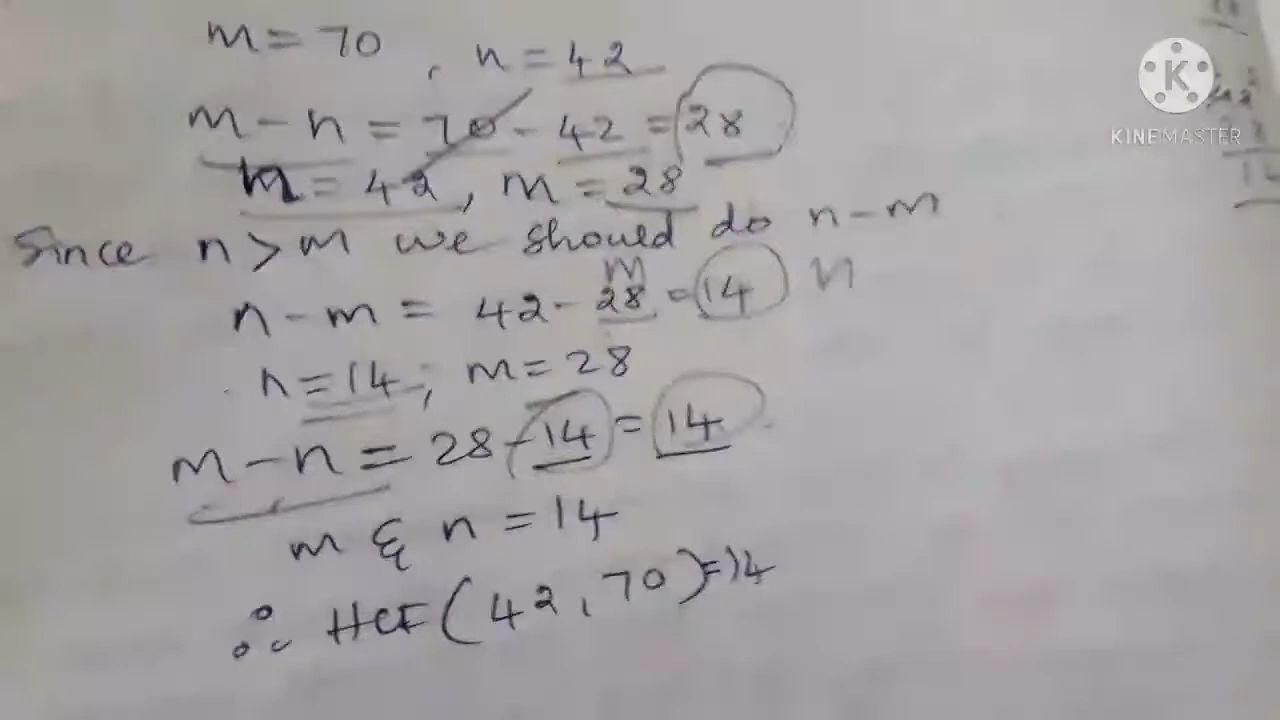 m = 70 , n = 42
m - n = 70 - 42 = 28
n = 42, m = 28
Since n > m we should do n - m
m
n - m = 42 - 28 = 14 n
n = 14 ; m = 28
m - n = 28 - 14 = 14
m & n = 14
∴ HCF (42, 70) = 14
KINEMASTER